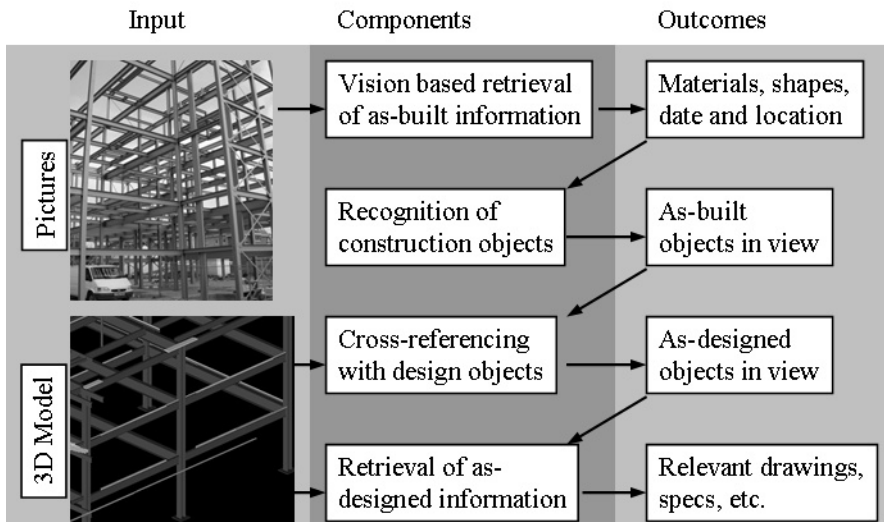 Input
Components
Outcomes
Pictures
Vision based retrieval
of as-built information
Materials, shapes,
date and location
Recognition of
construction objects
As-built
objects in view
3D Model
Cross-referencing
with design objects
As-designed
objects in view
Retrieval of as-
designed information
Relevant drawings,
specs, etc.